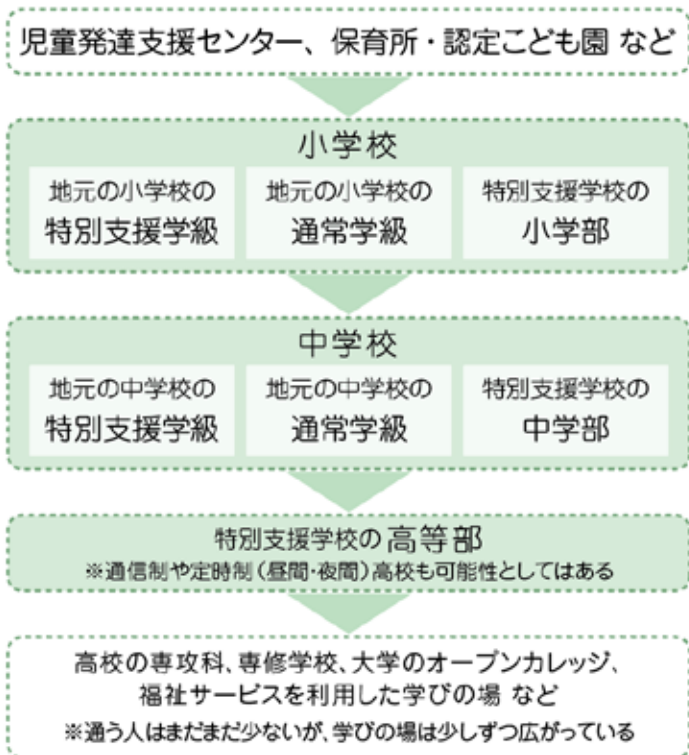 児童発達支援センター、保育所・認定こども園 など
小学校
地元の小学校の
特別支援学級
地元の小学校の
通常学級
特別支援学校の
小学部
中学校
地元の中学校の
特別支援学級
地元の中学校の
通常学級
特別支援学校の
中学部
特別支援学校の高等部
※通信制や定時制(昼間・夜間)高校も可能性としてはある
高校の専攻科、専修学校、大学のオープンカレッジ、
福祉サービスを利用した学びの場 など
※通う人はまだまだ少ないが、学びの場は少しずつ広がっている